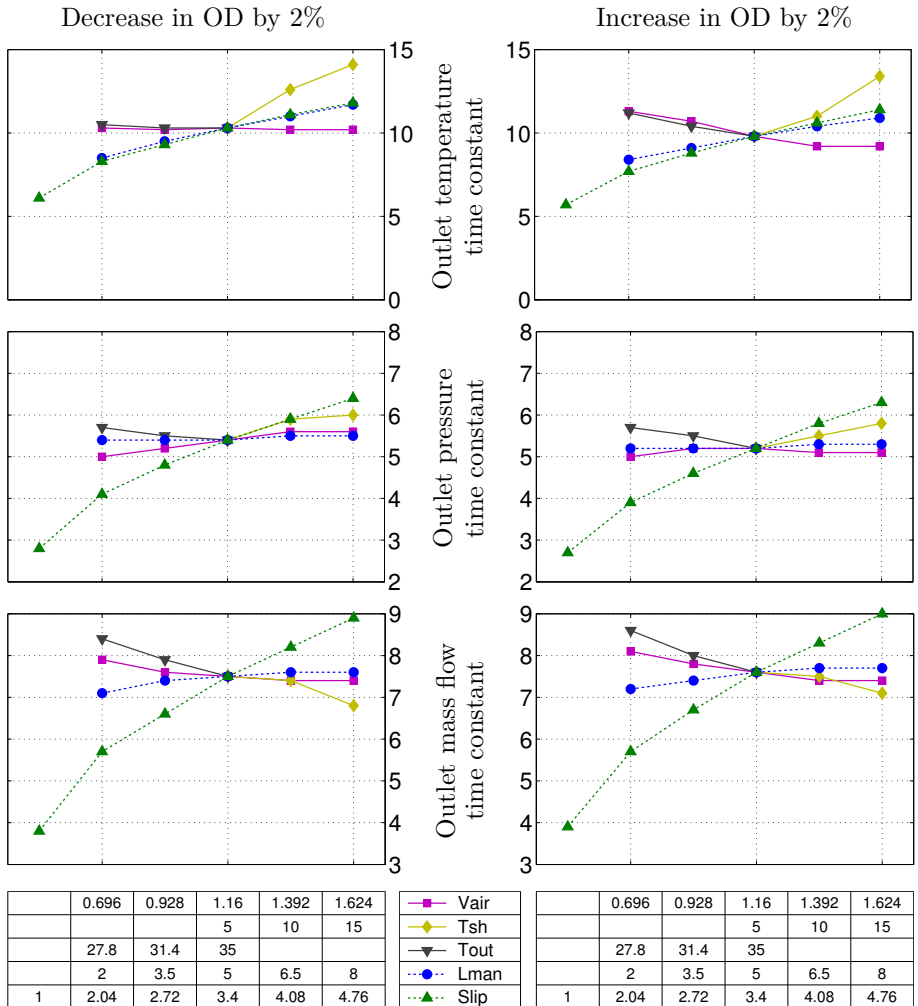 Decrease in OD by 2% Increase in OD by 2%
15 15
10 10
5 5
0 0
Outlet temperature
time constant
8 8
7 7
6 6
5 5
4 4
3 3
2 2
Outlet pressure
time constant
9 9
8 8
7 7
6 6
5 5
4 4
3 3
Outlet mass flow
time constant
0.696 0.928 1.16 1.392 1.624 Vair 0.696 0.928 1.16 1.392 1.624
5 10 15 Tsh 5 10 15
27.8 31.4 35 Tout 27.8 31.4 35
2 3.5 5 6.5 8 Lman 2 3.5 5 6.5 8
1 2.04 2.72 3.4 4.08 4.76 Slip 1 2.04 2.72 3.4 4.08 4.76